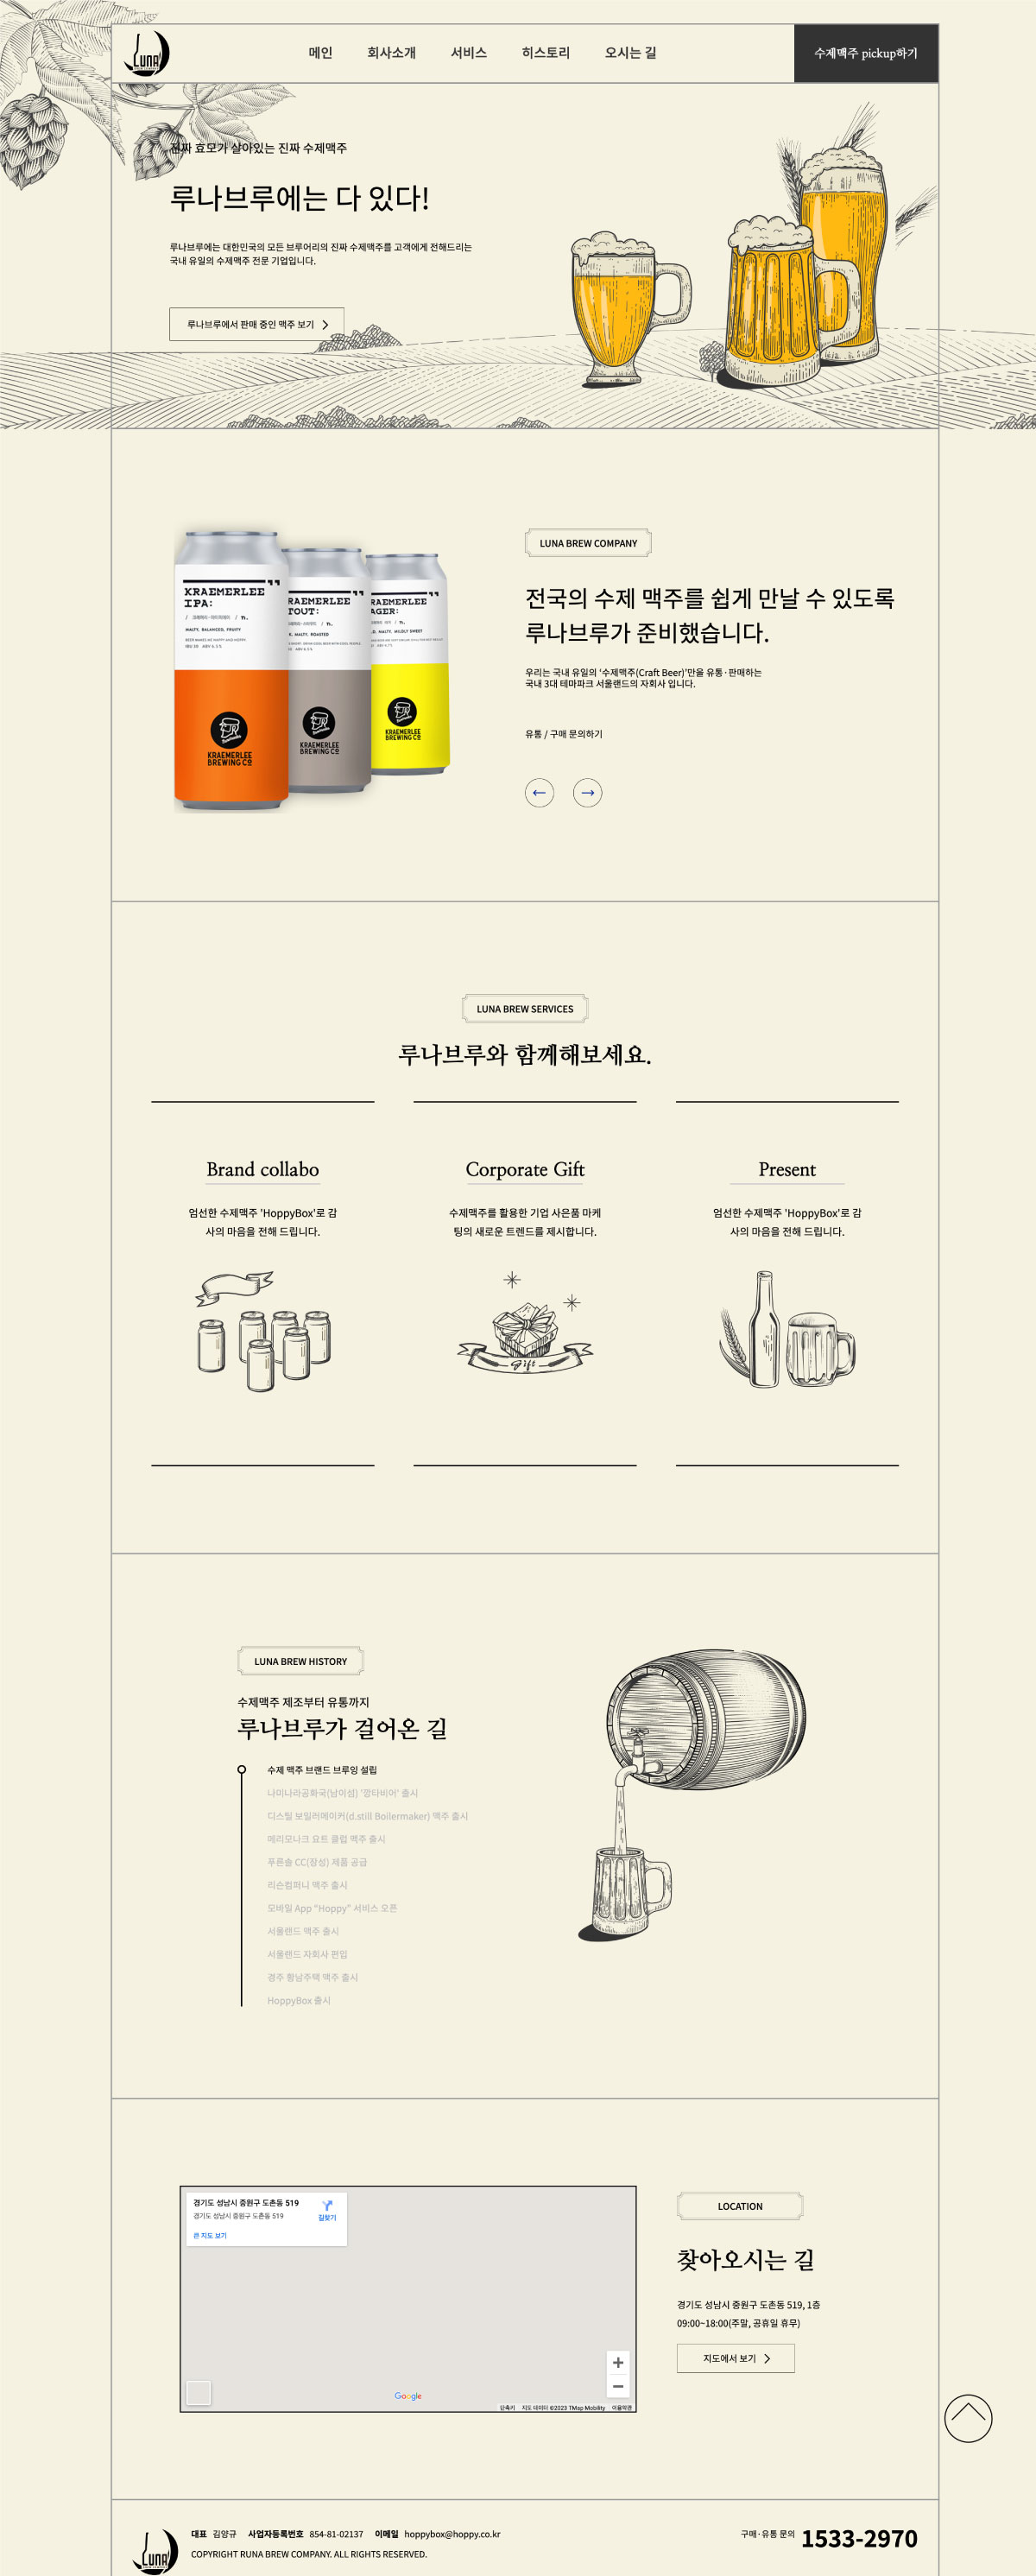 LUNA
메인
회사소개
서비스
히스토리
오시는 길
수제맥주 pickup하기
진짜 효모가 살아있는 진짜 수제맥주
루나브루에는 다 있다!
루나브루에는 대한민국의 모든 브루어리의 진짜 수제맥주를 고객에게 전해드리는
국내 유일의 수제맥주 전문 기업입니다.
루나브루에서 판매 중인 맥주 보기
KRAEMERLEE
IPA:
MALTY, BALANCED, FRUITY
KRAEMERLEE
BREWING CO
RAEMERLEE
TOUT:
K, MALTY, ROASTED
KRAEMERLEE
BREWING CO
AEMERLEE
AGER:
D, MALTY, MILDLY SWEET
KRAEMERLEE
BREWING CO
LUNA BREW COMPANY
전국의 수제 맥주를 쉽게 만날 수 있도록
루나브루가 준비했습니다.
우리는 국내 유일의 '수제맥주(Craft Beer)'만을 유통·판매하는
국내 3대 테마파크 서울랜드의 자회사 입니다.
유통 / 구매 문의하기
LUNA BREW SERVICES
루나브루와 함께해보세요.
Brand collabo
엄선한 수제맥주 'HoppyBox'로 감
사의 마음을 전해 드립니다.
Corporate Gift
수제맥주를 활용한 기업 사은품 마케
팅의 새로운 트렌드를 제시합니다.
Gift
Present
엄선한 수제맥주 'HoppyBox'로 감
사의 마음을 전해 드립니다.
LUNA BREW HISTORY
수제맥주 제조부터 유통까지
루나브루가 걸어온 길
수제 맥주 브랜드 브루잉 설립
나미나라공화국(남이섬) '깡타비어' 출시
디스틸 보일러메이커(d.still Boilermaker) 맥주 출시
메리모나크 요트 클럽 맥주 출시
푸른솔 CC(장성) 제품 공급
리슨컴퍼니 맥주 출시
모바일 App "Hoppy" 서비스 오픈
서울랜드 맥주 출시
서울랜드 자회사 편입
경주 황남주택 맥주 출시
HoppyBox 출시
경기도 성남시 중원구 도촌동 519
경기도 성남시 중원구 도촌동 519
길찾기
큰 지도 보기
Google
단축키
지도 데이터 ©2023 TMap Mobility
이용약관
LOCATION
찾아오시는 길
경기도 성남시 중원구 도촌동 519, 1층
09:00~18:00(주말, 공휴일 휴무)
지도에서 보기
LUNA
대표 김양규 사업자등록번호 854-81-02137 이메일 hoppybox@hoppy.co.kr
COPYRIGHT RUNA BREW COMPANY. ALL RIGHTS RESERVED.
구매·유통 문의 1533-2970